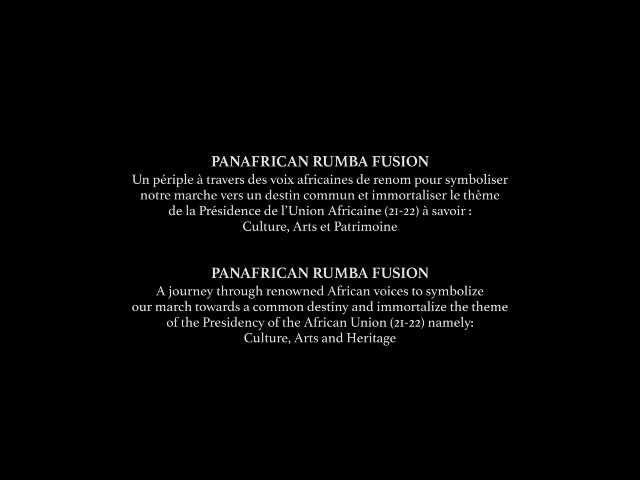 PANAFRICAN RUMBA FUSION
Un périple à travers des voix africaines de renom pour symboliser
notre marche vers un destin commun et immortaliser le thème
de la Présidence de l'Union Africaine (21-22) à savoir :
Culture, Arts et Patrimoine
PANAFRICAN RUMBA FUSION
A journey through renowned African voices to symbolize
our march towards a common destiny and immortalize the theme
of the Presidency of the African Union (21-22) namely:
Culture, Arts and Heritage